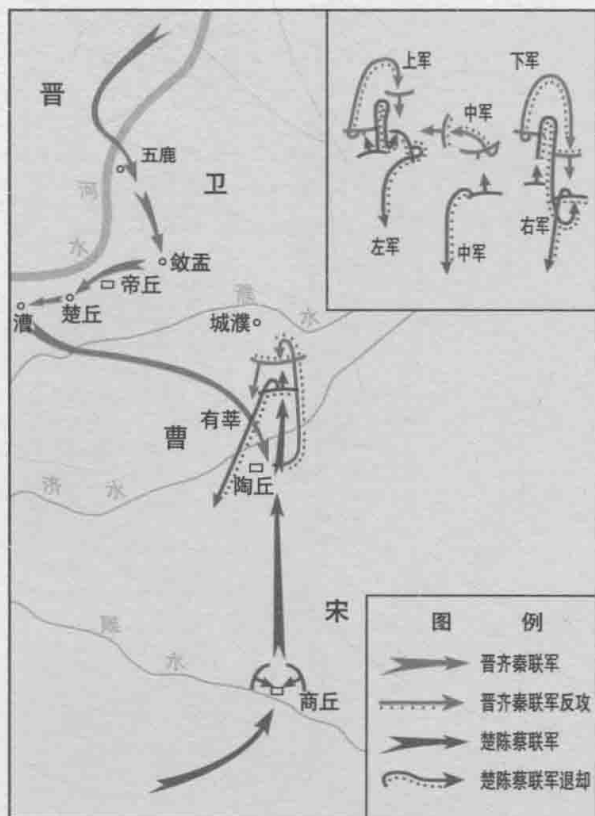 晋
五鹿
卫
河
水
敛盂
帝丘
楚丘
漕
濮
水
城濮
有莘
曹
陶丘
济
水
宋
睢
水
商丘
上军
中军
下军
左军
中军
右军
图 例
晋齐秦联军
晋齐秦联军反攻
楚陈蔡联军
楚陈蔡联军退却